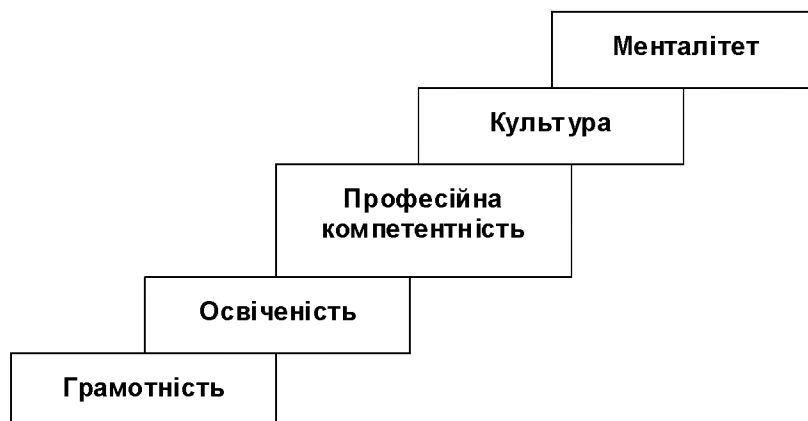 Менталітет
Культура
Професійна
компетентність
Освіченість
Грамотність